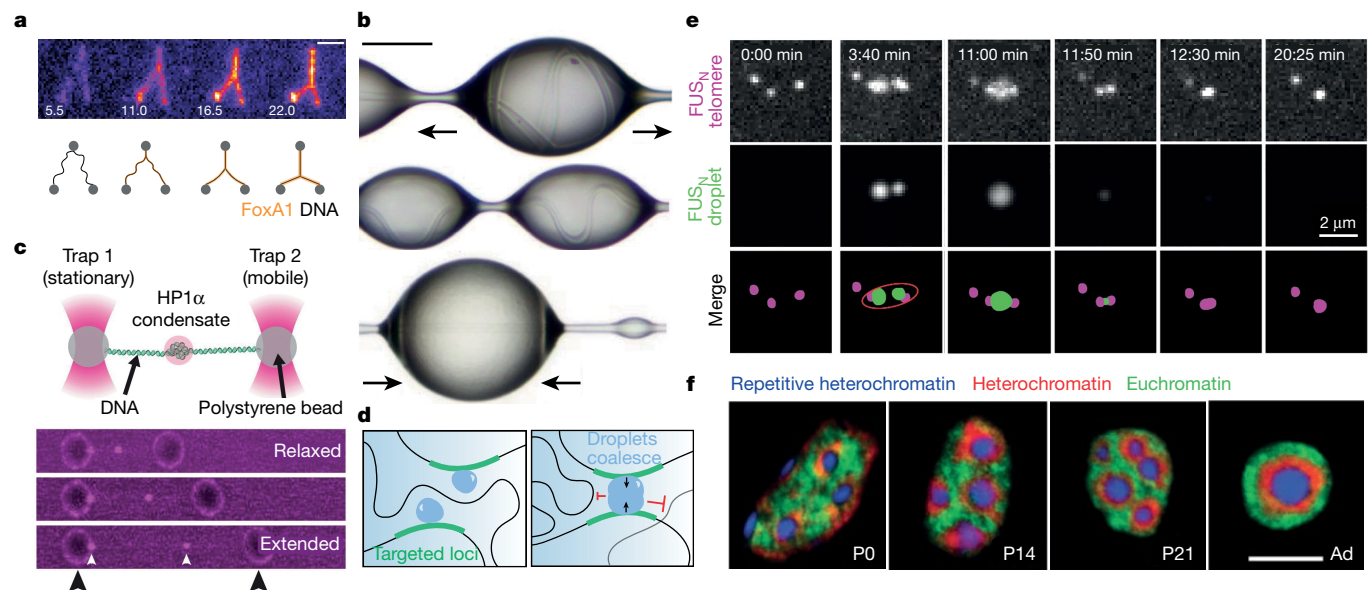 a
5.5 11.0 16.5 22.0
FoxA1 DNA
b
c
Trap 1
(stationary)
Trap 2
(mobile)
HP1α
condensate
DNA
Polystyrene bead
Relaxed
Extended
d
Targeted loci
Droplets
coalesce
e
0:00 min 3:40 min 11:00 min 11:50 min 12:30 min 20:25 min
FUSN
telomere
FUSN
droplet
2 μm
Merge
f
Repetitive heterochromatin Heterochromatin Euchromatin
P0 P14 P21 Ad